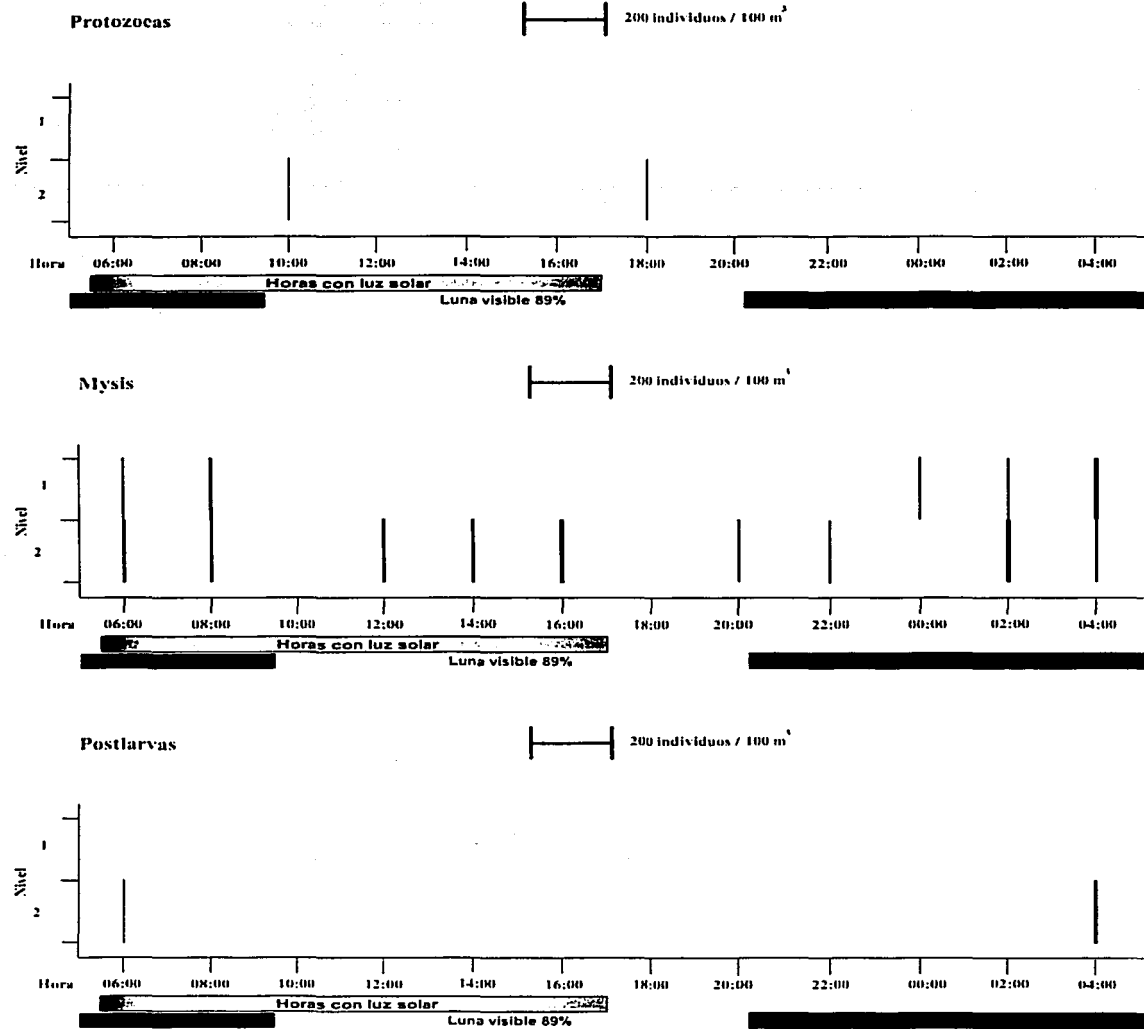 Protozoeas
200 individuos / 100 m³
Nivel
1
2
Hora 06:00 08:00 10:00 12:00 14:00 16:00 18:00 20:00 22:00 00:00 02:00 04:00
Horas con luz solar
Luna visible 89%
Mysis
200 individuos / 100 m³
Nivel
1
2
Hora 06:00 08:00 10:00 12:00 14:00 16:00 18:00 20:00 22:00 00:00 02:00 04:00
Horas con luz solar
Luna visible 89%
Postlarvas
200 individuos / 100 m³
Nivel
1
2
Hora 06:00 08:00 10:00 12:00 14:00 16:00 18:00 20:00 22:00 00:00 02:00 04:00
Horas con luz solar
Luna visible 89%